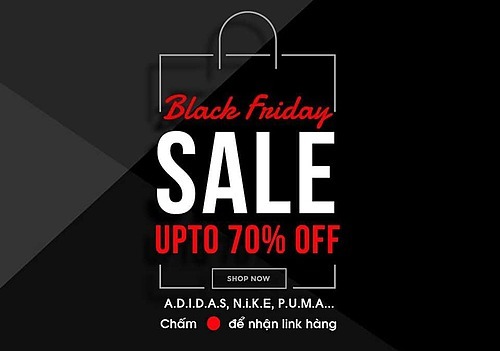 Black Friday
SALE
UPTO 70% OFF
SHOP NOW
A.D.I.D.A.S, N.i.K.E, P.U.M.A...
Chấm 🔴 để nhận link hàng